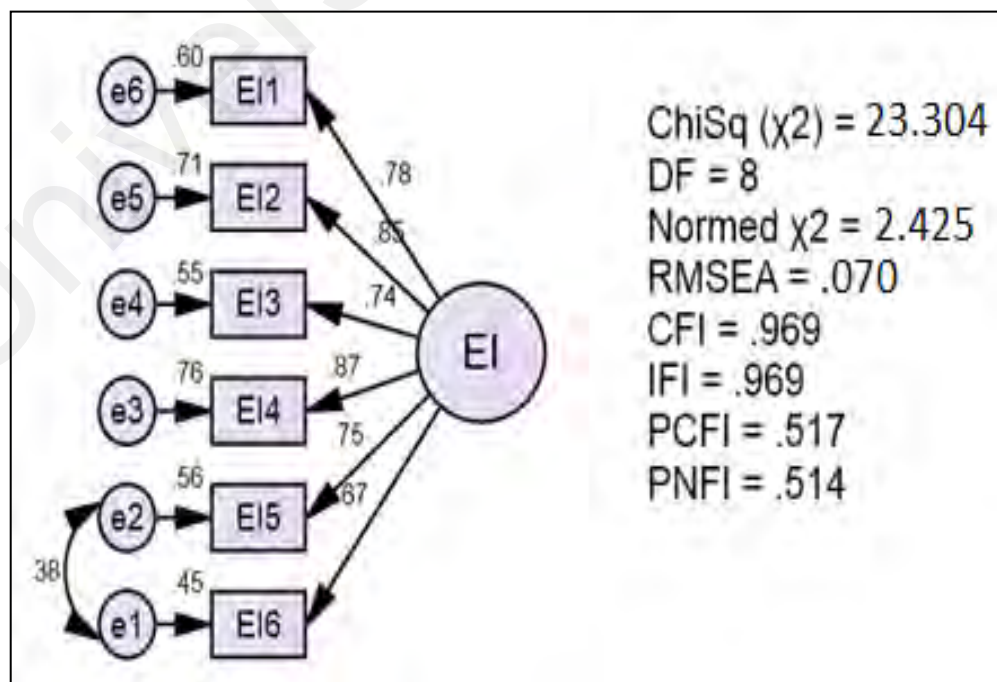 Univers
.60
e6
EI1
.78
.71
e5
EI2
.85
.55
e4
EI3
.74
EI
.76
e3
EI4
.87
.56
e2
EI5
.75
.38
.45
e1
EI6
.67
ChiSq (χ2) = 23.304
DF = 8
Normed χ2 = 2.425
RMSEA = .070
CFI = .969
IFI = .969
PCFI = .517
PNFI = .514